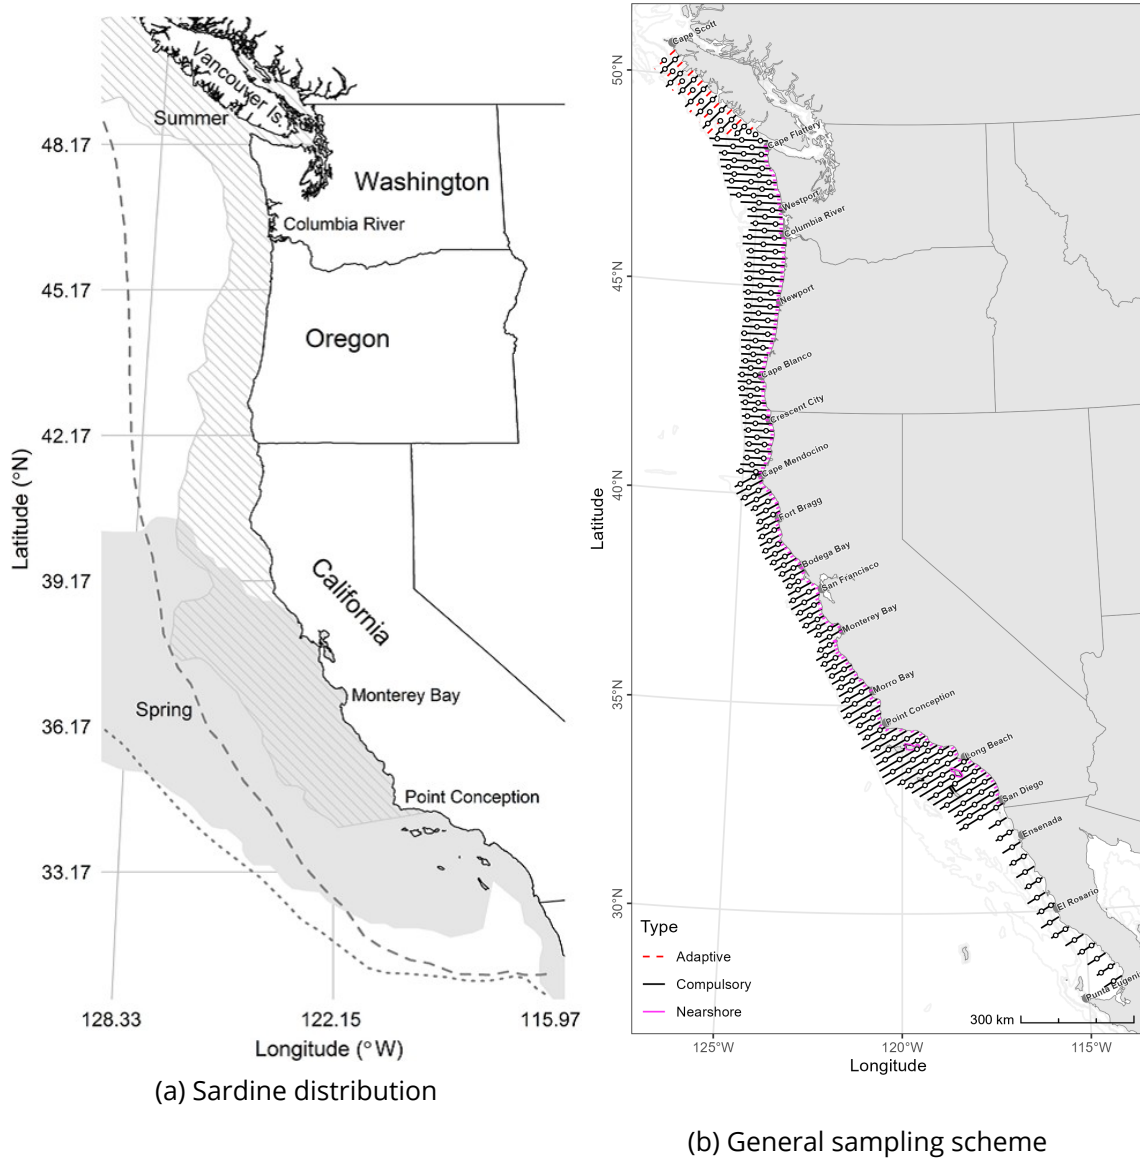 Vancouver Is.
Summer
48.17
Washington
Columbia River
45.17
Oregon
42.17
Latitude (°N)
39.17
California
Monterey Bay
Spring
36.17
Point Conception
33.17
128.33
122.15
115.97
Longitude (°W)
(a) Sardine distribution
Cape Scott
50°N
Cape Flattery
Westport
Columbia River
45°N
Newport
Cape Blanco
Crescent City
Cape Mendocino
40°N
Latitude
Fort Bragg
Bodega Bay
San Francisco
Monterey Bay
35°N
Morro Bay
Point Conception
Long Beach
San Diego
Ensenada
30°N
El Rosario
Type
Adaptive
Compulsory
Nearshore
Punta Eugeni
300 km
125°W
120°W
115°W
Longitude
(b) General sampling scheme